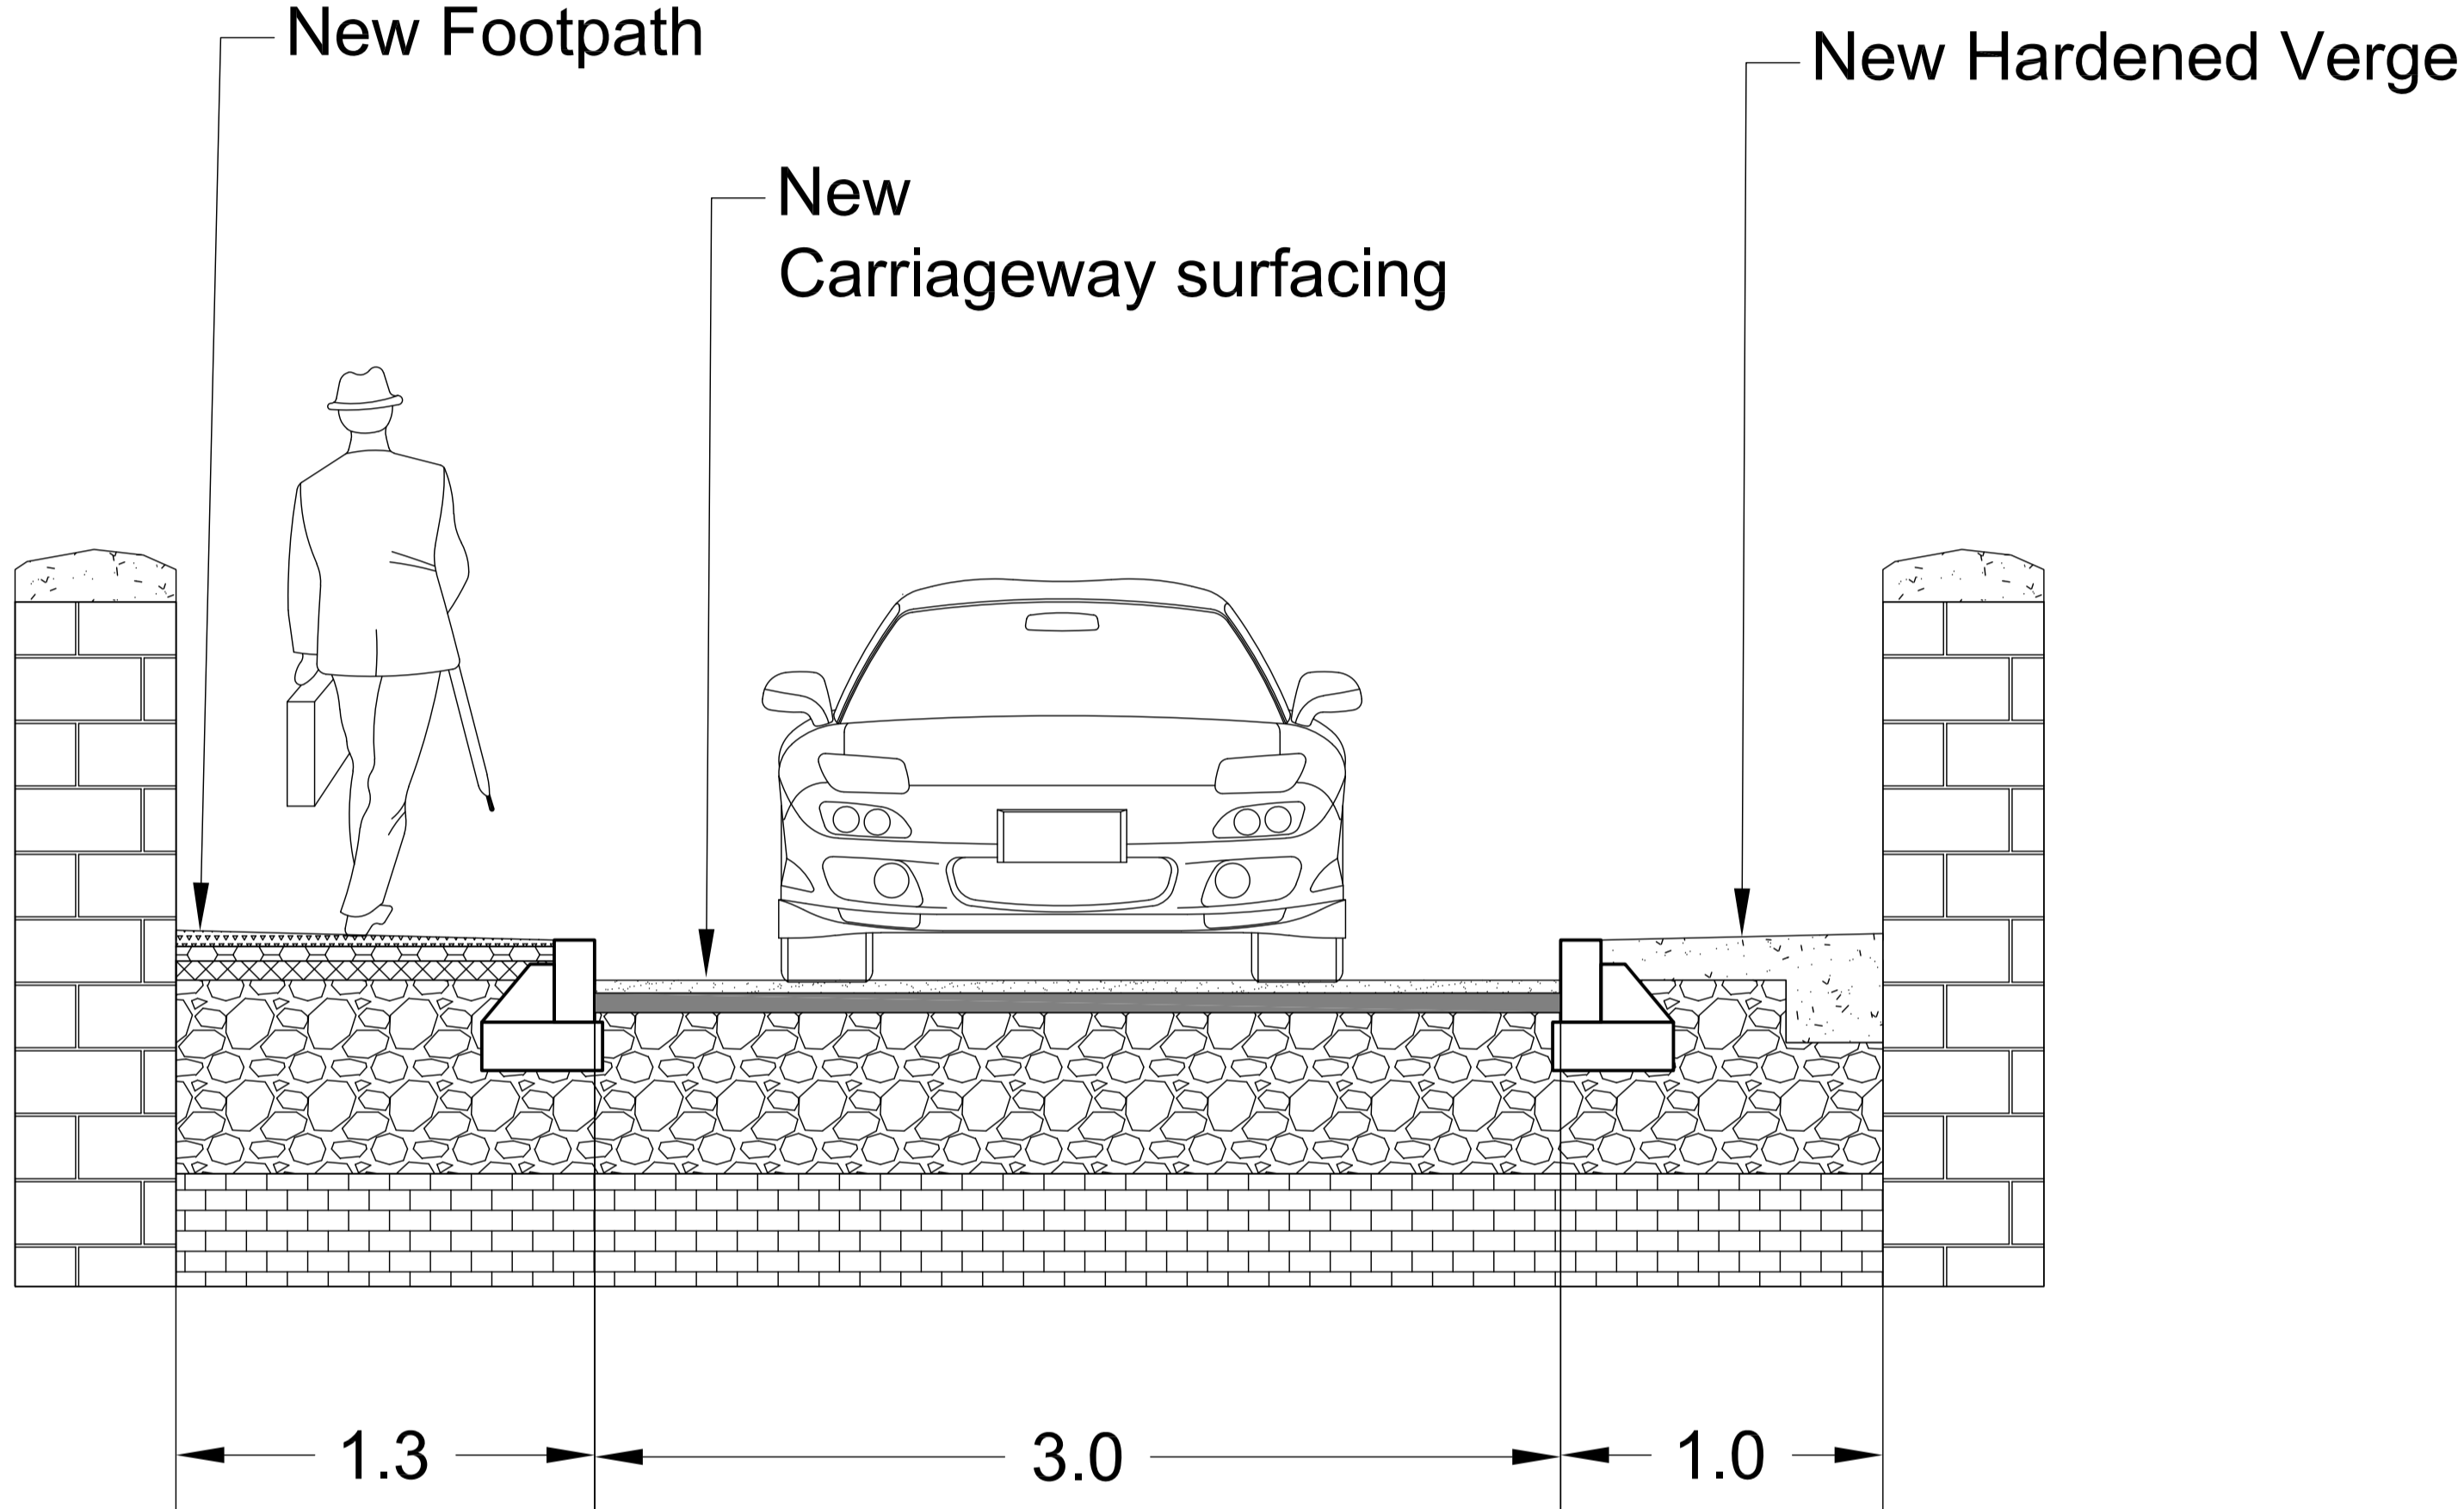 New Footpath
New Hardened Verge
New
Carriageway surfacing
1.3
3.0
1.0